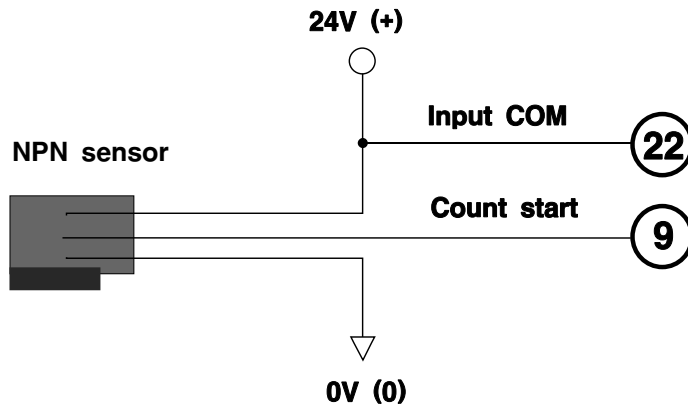 24V (+)
Input COM
22
NPN sensor
Count start
9
0V (0)